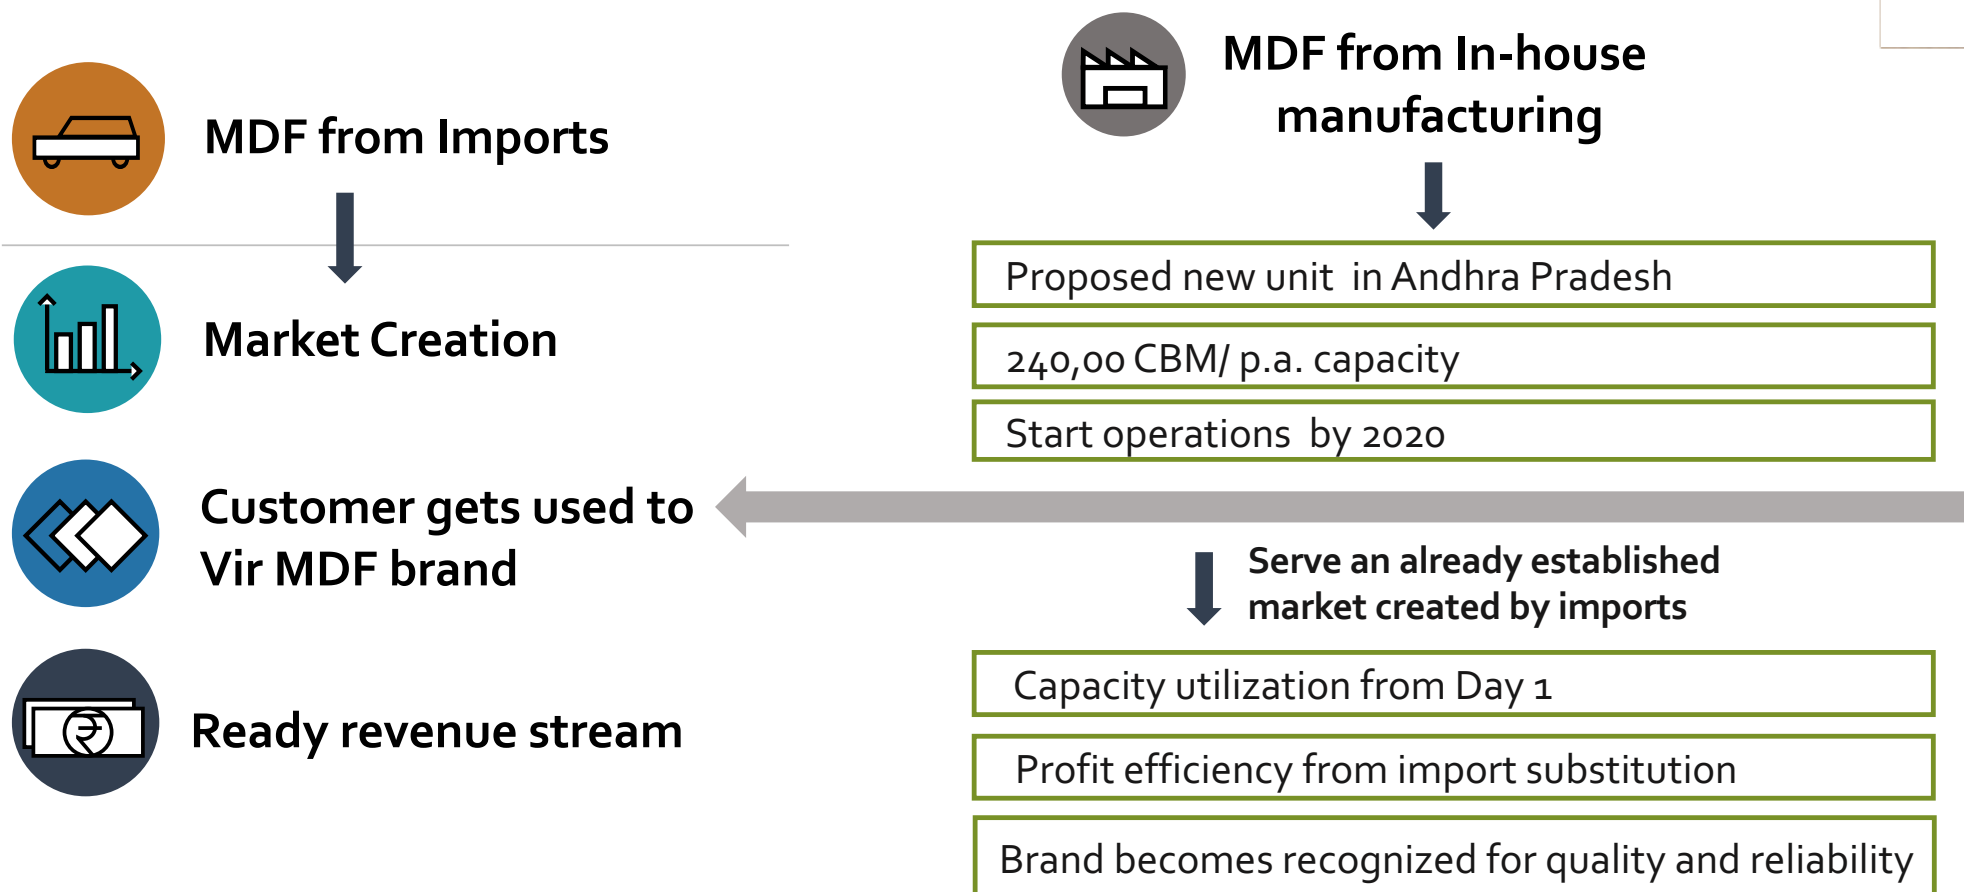 MDF from Imports
Market Creation
Customer gets used to
Vir MDF brand
Ready revenue stream
MDF from In-house
manufacturing
Proposed new unit in Andhra Pradesh
240,00 CBM/ p.a. capacity
Start operations by 2020
Serve an already established
market created by imports
Capacity utilization from Day 1
Profit efficiency from import substitution
Brand becomes recognized for quality and reliability